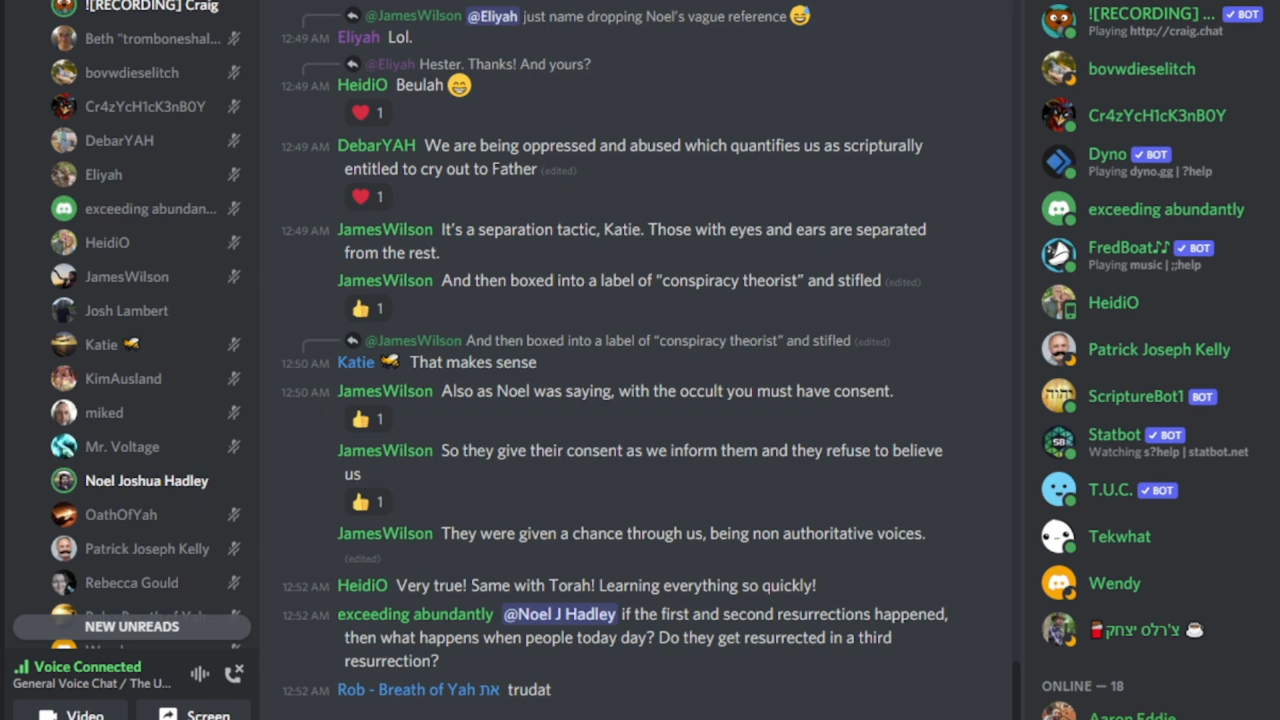 ![RECORDING] Craig
Beth "tromboneshal...
bovwdieselitch
Cr4zYcH1cK3nB0Y
DebarYAH
Eliyah
exceeding abundan...
HeidiO
JamesWilson
Josh Lambert
Katie
KimAusland
miked
Mr. Voltage
Noel Joshua Hadley
OathOfYah
Patrick Joseph Kelly
Rebecca Gould
NEW UNREADS
Voice Connected
General Voice Chat / The U...
Video
Screen
@JamesWilson @Eliyah just name dropping Noel's vague reference 😅
12:49 AM Eliyah Lol.
@Eliyah Hester. Thanks! And yours?
12:49 AM HeidiO Beulah 😁
❤️ 1
12:49 AM DebarYAH We are being oppressed and abused which quantifies us as scripturally
entitled to cry out to Father (edited)
❤️ 1
12:49 AM JamesWilson It's a separation tactic, Katie. Those with eyes and ears are separated
from the rest.
JamesWilson And then boxed into a label of “conspiracy theorist” and stifled (edited)
👍 1
@JamesWilson And then boxed into a label of “conspiracy theorist” and stifled (edited)
12:50 AM Katie That makes sense
12:50 AM JamesWilson Also as Noel was saying, with the occult you must have consent.
👍 1
JamesWilson So they give their consent as we inform them and they refuse to believe
us
👍 1
JamesWilson They were given a chance through us, being non authoritative voices.
(edited)
12:52 AM HeidiO Very true! Same with Torah! Learning everything so quickly!
12:52 AM exceeding abundantly @Noel J Hadley if the first and second resurrections happened,
then what happens when people today day? Do they get resurrected in a third
resurrection?
12:52 AM Rob - Breath of Yah את trudat
![RECORDING] ... ✓ BOT
Playing http://craig.chat
bovwdieselitch
Cr4zYcH1cK3nB0Y
Dyno ✓ BOT
Playing dyno.gg | ?help
exceeding abundantly
FredBoat♪♪ ✓ BOT
Playing music | ;;help
HeidiO
Patrick Joseph Kelly
ScriptureBot1 BOT
Statbot ✓ BOT
Watching s?help | statbot.net
T.U.C. ✓ BOT
Tekwhat
Wendy
צ'רלס יצחק
ONLINE — 18
Aaron Eddie